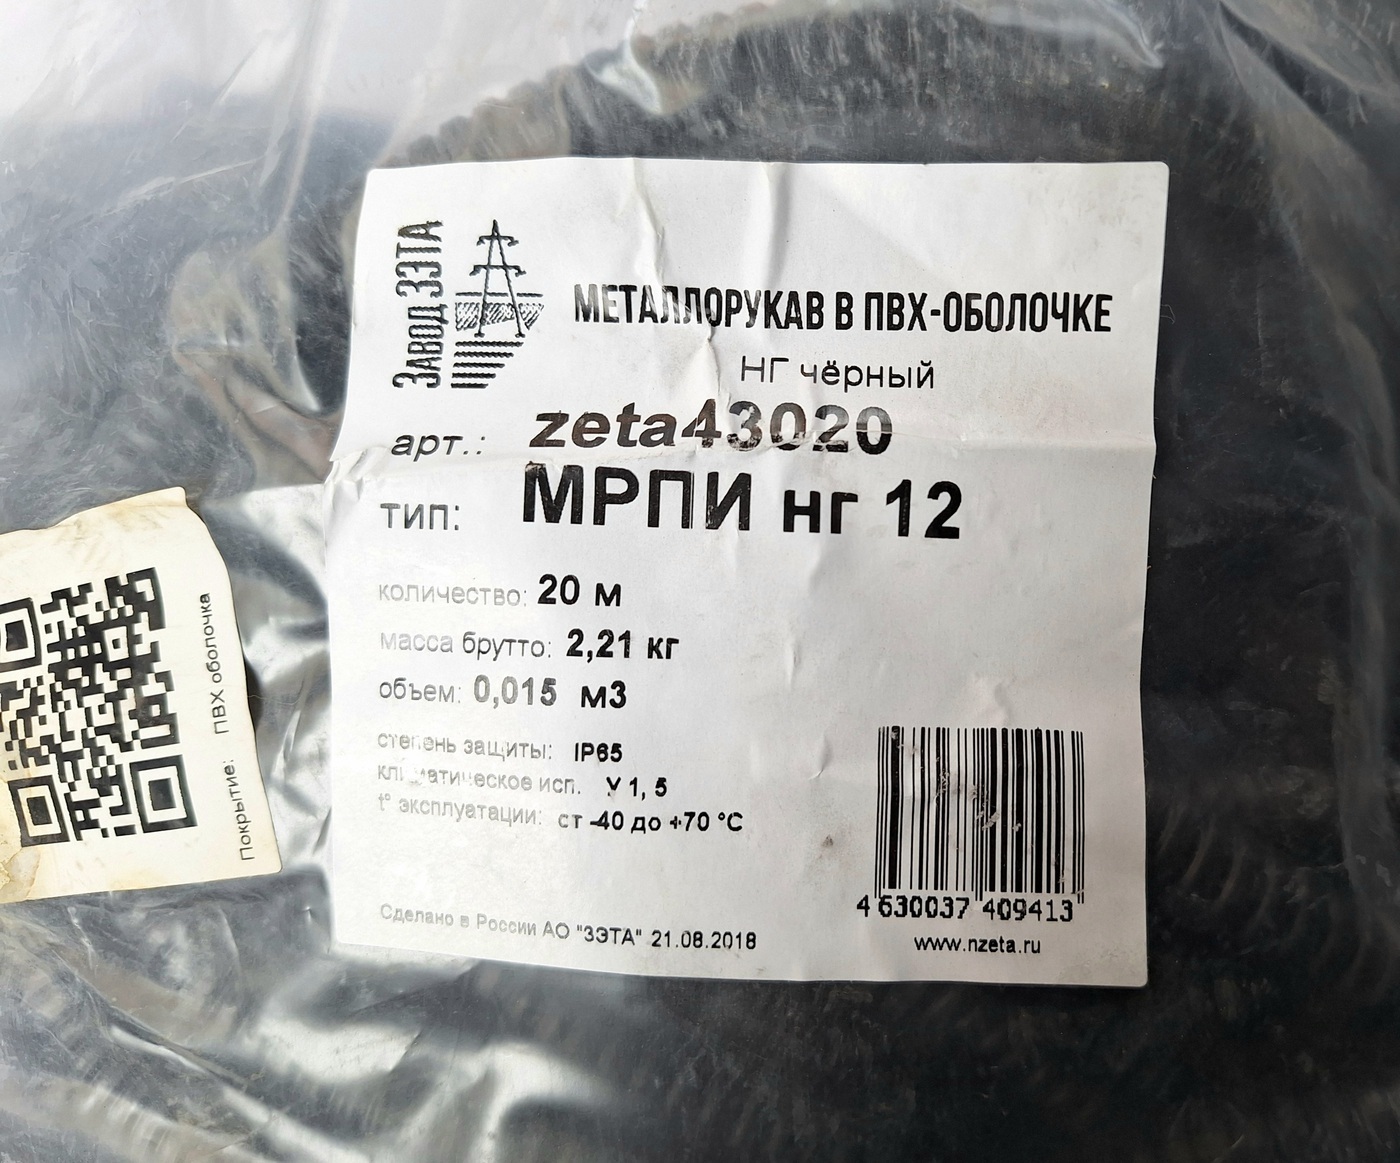 ЗАВОД ЗЭТА
МЕТАЛЛОРУКАВ В ПВХ-ОБОЛОЧКЕ
НГ чёрный
арт.: zeta43020
тип: МРПИ нг 12
количество: 20 м
масса брутто: 2,21 кг
объем: 0,015 м3
степень защиты: IP65
климатическое исп. У 1, 5
t° эксплуатации: от -40 до +70 °С
Сделано в России АО "ЗЭТА" 21.08.2018
4 630037 409413
www.nzeta.ru
Покрытие: ПВХ оболочка